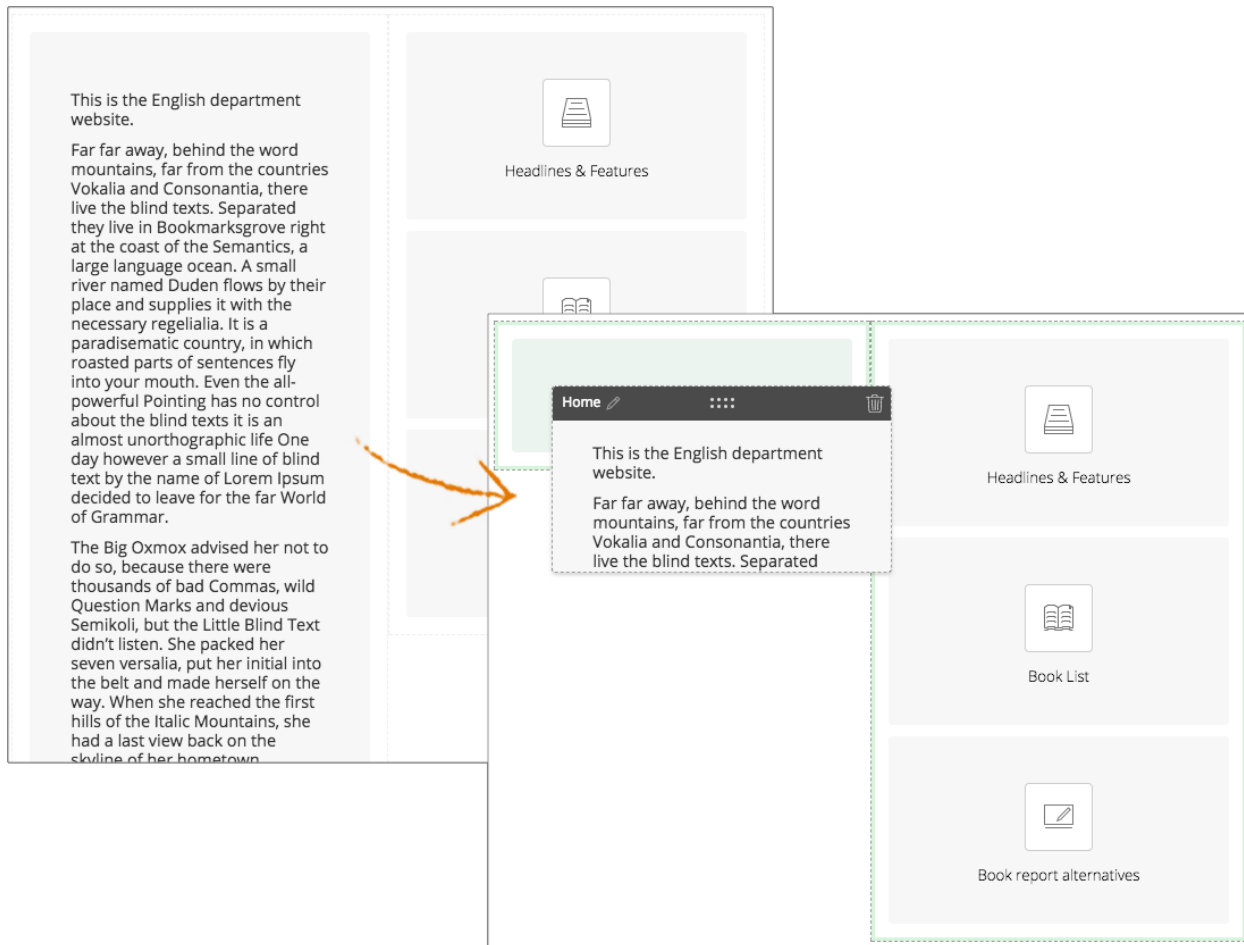 This is the English department
website.
Far far away, behind the word
mountains, far from the countries
Vokalia and Consonantia, there
live the blind texts. Separated
they live in Bookmarksgrove right
at the coast of the Semantics, a
large language ocean. A small
river named Duden flows by their
place and supplies it with the
necessary regelialia. It is a
paradisematic country, in which
roasted parts of sentences fly
into your mouth. Even the all-
powerful Pointing has no control
about the blind texts it is an
almost unorthographic life One
day however a small line of blind
text by the name of Lorem Ipsum
decided to leave for the far World
of Grammar.
The Big Oxmox advised her not to
do so, because there were
thousands of bad Commas, wild
Question Marks and devious
Semikoli, but the Little Blind Text
didn't listen. She packed her
seven versalia, put her initial into
the belt and made herself on the
way. When she reached the first
hills of the Italic Mountains, she
had a last view back on the
skyline of her hometown
Headlines & Features
Home
This is the English department
website.
Far far away, behind the word
mountains, far from the countries
Vokalia and Consonantia, there
live the blind texts. Separated
Headlines & Features
Book List
Book report alternatives